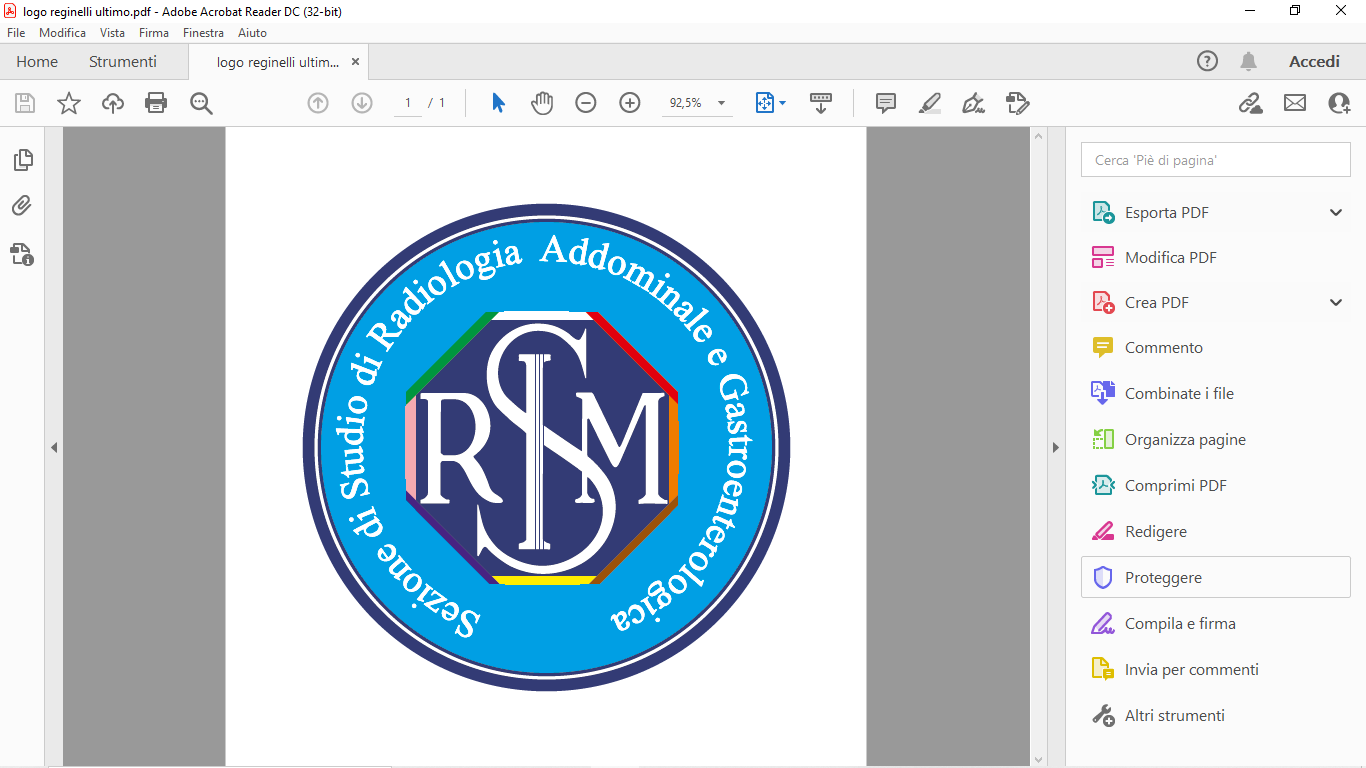 logo reginelli ultimo.pdf - Adobe Acrobat Reader DC (32-bit)
File Modifica Vista Firma Finestra Aiuto
Home Strumenti logo reginelli ultim... × Accedi
1 / 1 92,5%
Cerca 'Piè di pagina'
Esporta PDF
Modifica PDF
Crea PDF
Commento
Combinate i file
Organizza pagine
Comprimi PDF
Redigere
Proteggere
Compila e firma
Invia per commenti
Altri strumenti
Sezione di Studio di Radiologia Addominale e Gastroenterologica
SIRM